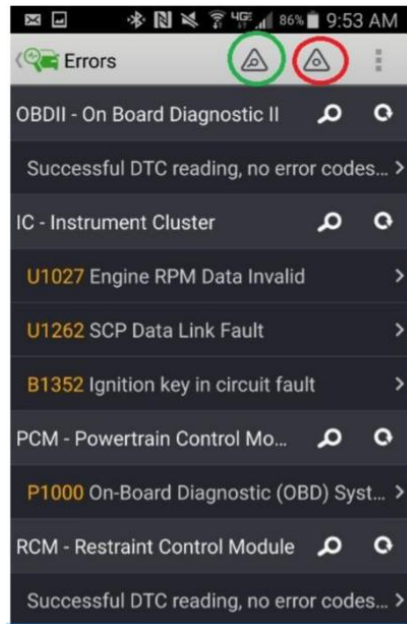 4G 86% 9:53 AM
Errors
OBDII - On Board Diagnostic II
Successful DTC reading, no error codes...
IC - Instrument Cluster
U1027 Engine RPM Data Invalid
U1262 SCP Data Link Fault
B1352 Ignition key in circuit fault
PCM - Powertrain Control Mo...
P1000 On-Board Diagnostic (OBD) Syst...
RCM - Restraint Control Module
Successful DTC reading, no error codes...